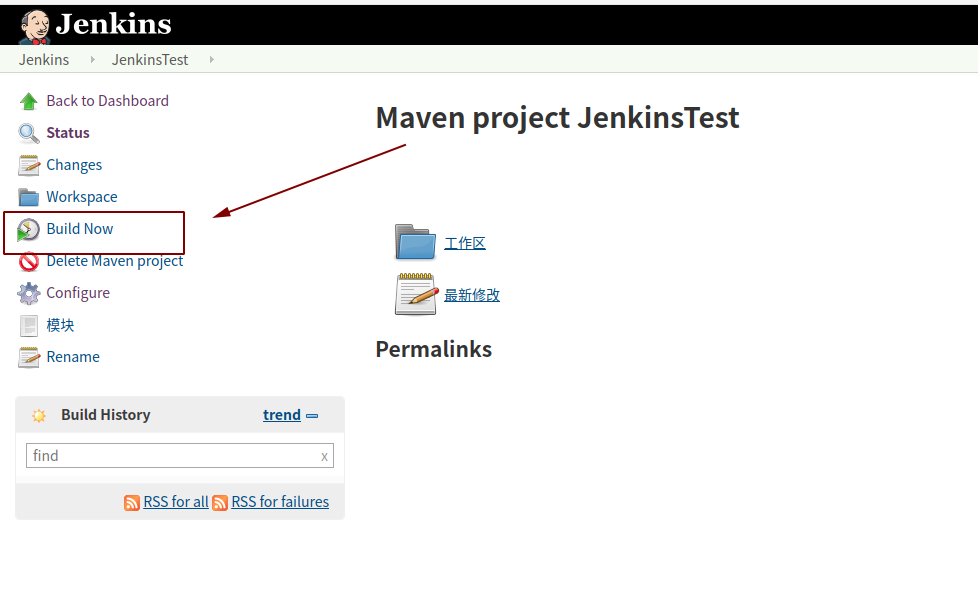 Jenkins
Jenkins JenkinsTest
Back to Dashboard
Status
Changes
Workspace
Build Now
Delete Maven project
Configure
模块
Rename
Build History trend
find x
RSS for all RSS for failures
Maven project JenkinsTest
工作区
最新修改
Permalinks